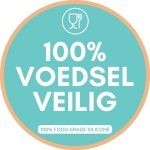 100%
VOEDSEL
VEILIG
100% FOOD GRADE SILICONE